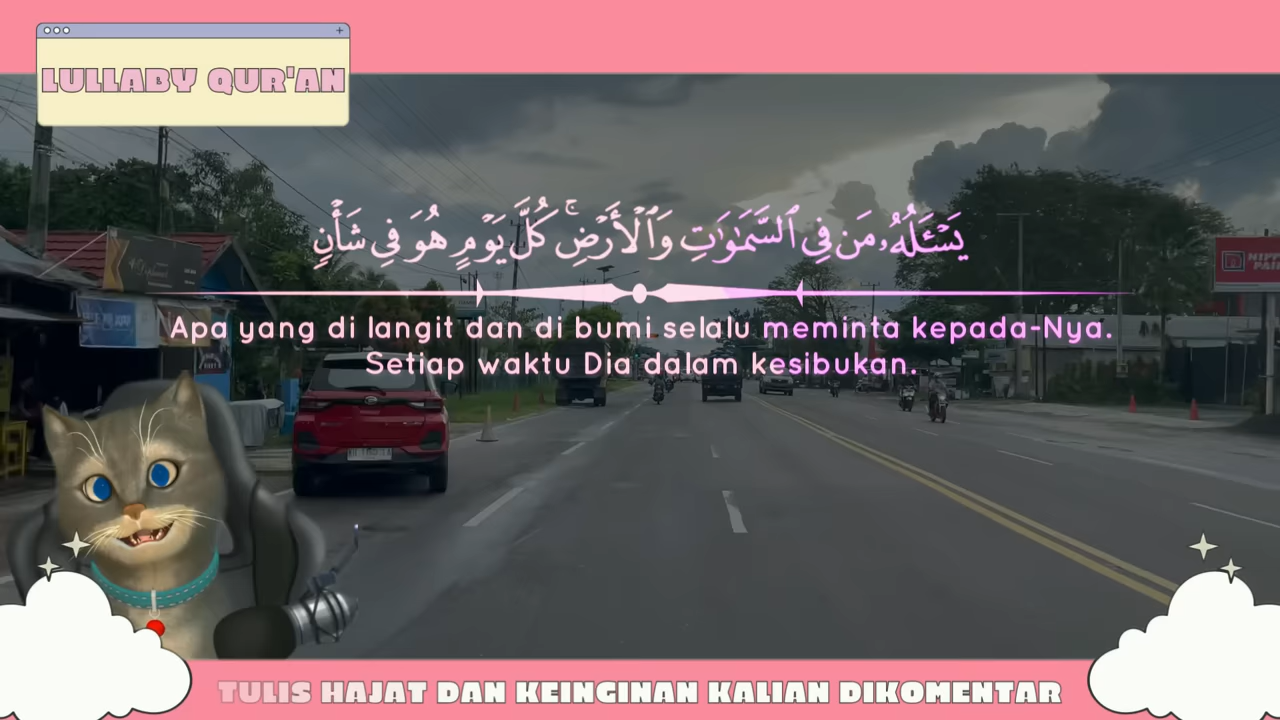 LULLABY QUR'AN
يَسْـَٔلُهُۥ مَن فِى ٱلسَّمَـٰوَٰتِ وَٱلْأَرْضِ ۚ كُلَّ يَوْمٍ هُوَ فِى شَأْنٍ
Apa yang di langit dan di bumi selalu meminta kepada-Nya.
Setiap waktu Dia dalam kesibukan.
TULIS HAJAT DAN KEINGINAN KALIAN DIKOMENTAR